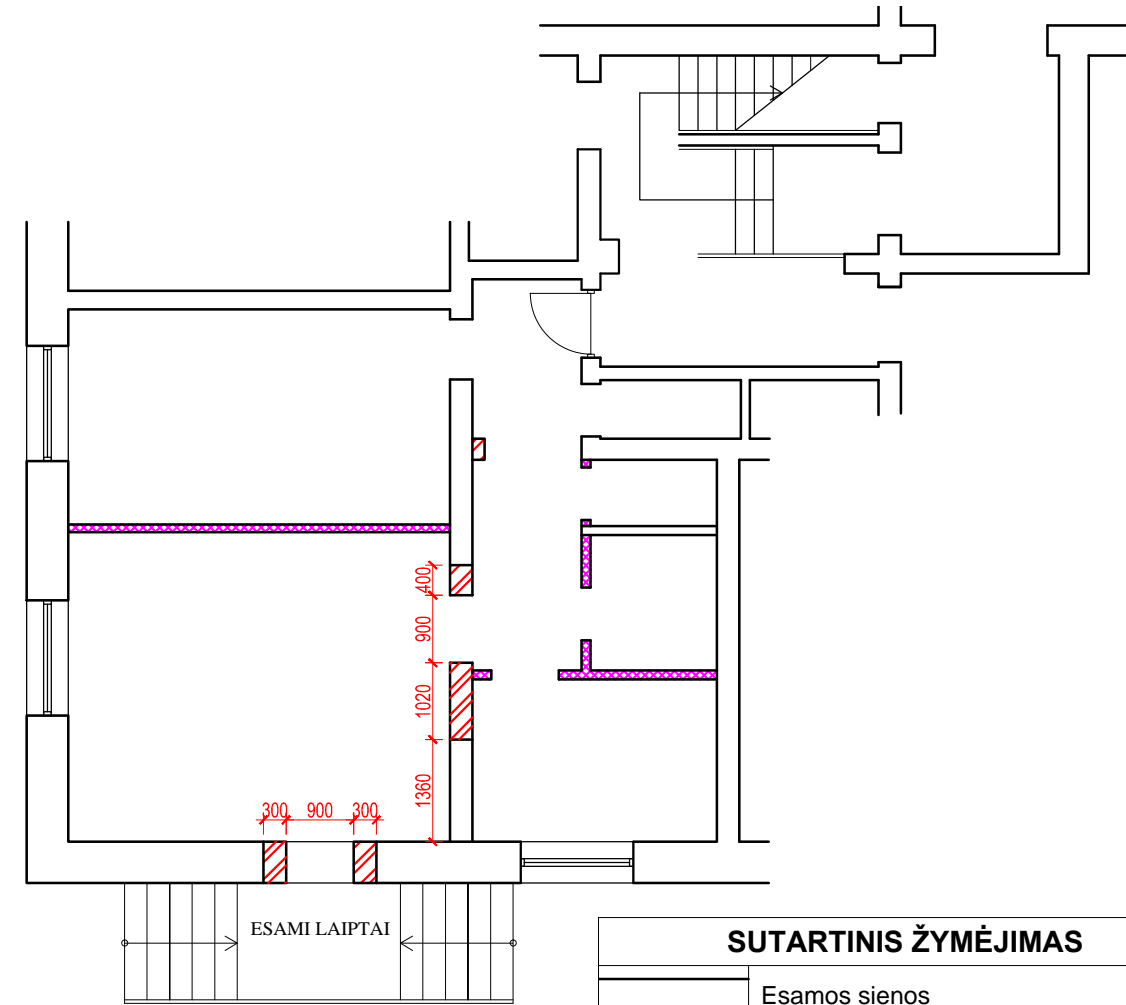 400
900
1020
1360
300 900 300
ESAMI LAIPTAI
SUTARTINIS ŽYMĖJIMAS
Esamos sienos